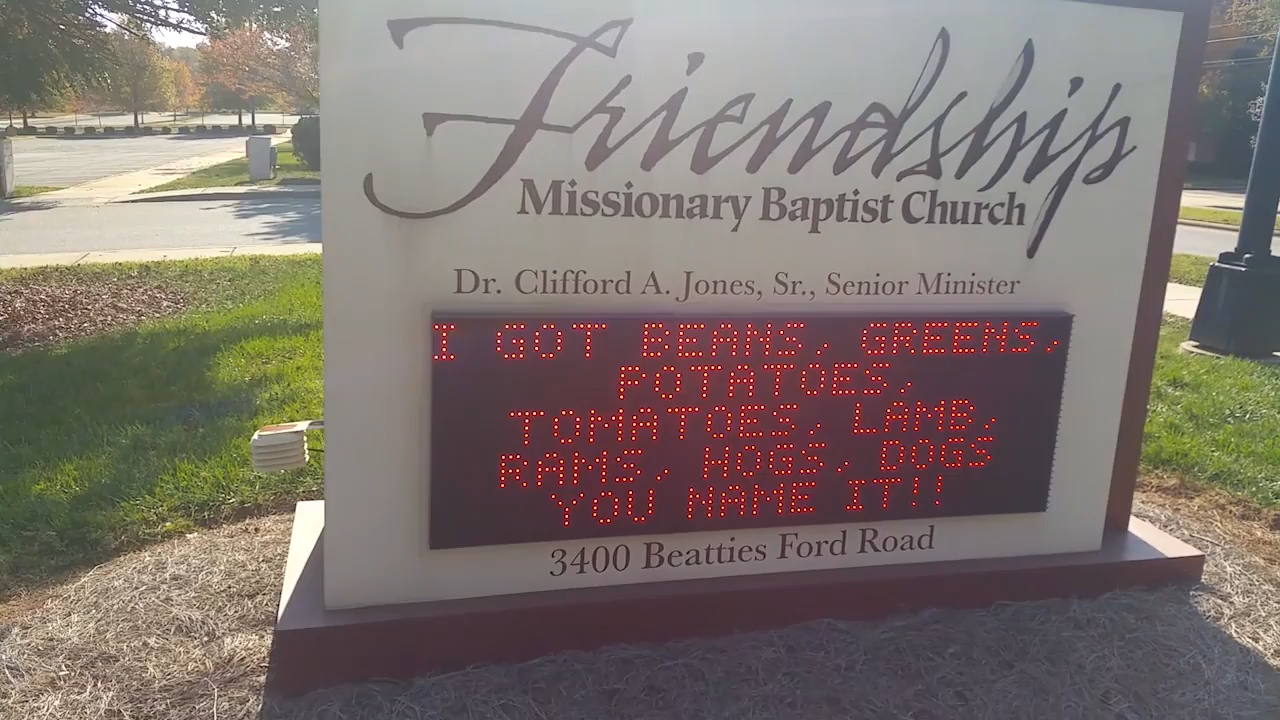 Friendship
Missionary Baptist Church
Dr. Clifford A. Jones, Sr., Senior Minister
I GOT BEANS, GREENS,
POTATOES,
TOMATOES, LAMB,
RAMS, HOGS, DOGS
YOU NAME IT!!
3400 Beatties Ford Road